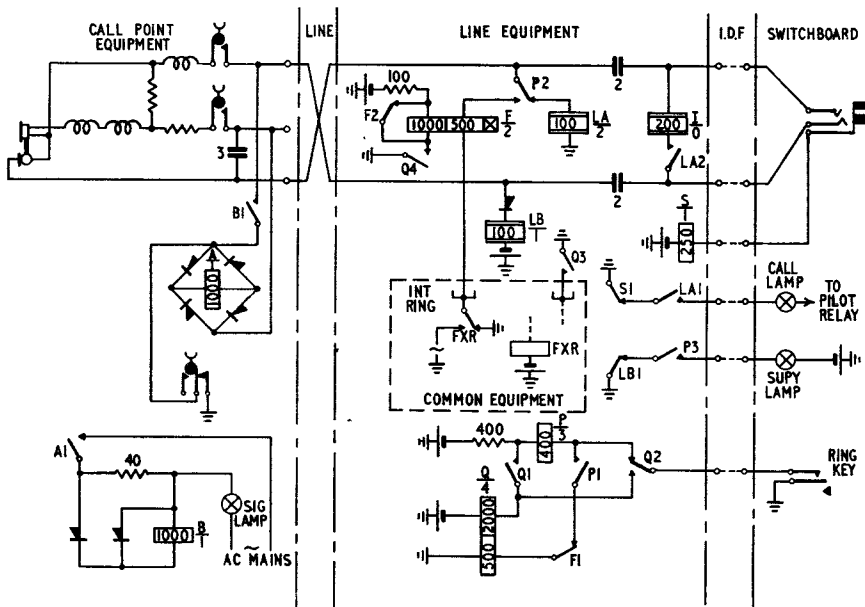 CALL POINT
EQUIPMENT
LINE
LINE EQUIPMENT
I.D.F
SWITCHBOARD
100
P2
2
F2
1000 500
F
2
100
LA
2
200
I
0
3
Q4
LA2
B1
2
S
1
250
LB
1
100
Q3
A
1000
1
INT
RING
S1
LA1
CALL
LAMP
TO
PILOT
RELAY
FXR
~
FXR
LB1
P3
SUPY
LAMP
COMMON EQUIPMENT
A1
40
400
P
3
400
Q2
RING
KEY
Q
4
Q1
P1
SIG
LAMP
1000
B
1
2000
500
F1
~
AC MAINS